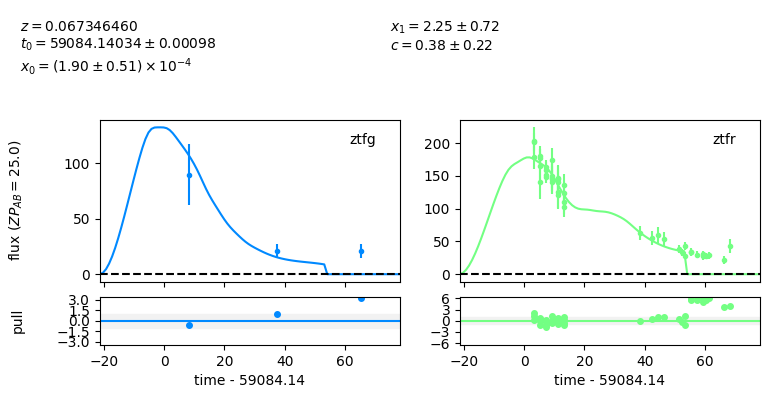 z = 0.067346460
t₀ = 59084.14034 ± 0.00098
x₀ = (1.90 ± 0.51) × 10⁻⁴
x₁ = 2.25 ± 0.72
c = 0.38 ± 0.22
flux (ZP_AB = 25.0)
ztfg
100
50
0
ztfr
200
150
100
50
0
pull
3.0
1.5
0.0
−1.5
−3.0
−20 0 20 40 60
time - 59084.14
6
3
0
−3
−6
−20 0 20 40 60
time - 59084.14